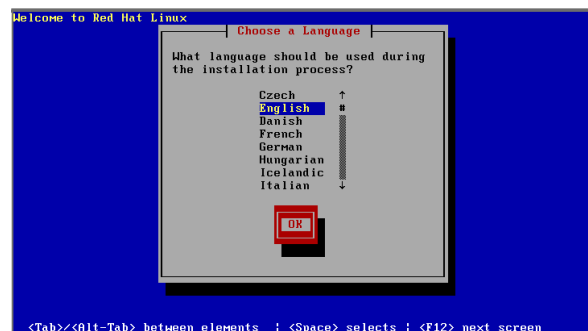 Welcome to Red Hat Linux
Choose a Language
What language should be used during
the installation process?
Czech ↑
English #
Danish
French
German
Hungarian
Icelandic
Italian ↓
OK
<Tab>/<Alt-Tab> between elements ¦ <Space> selects ¦ <F12> next screen